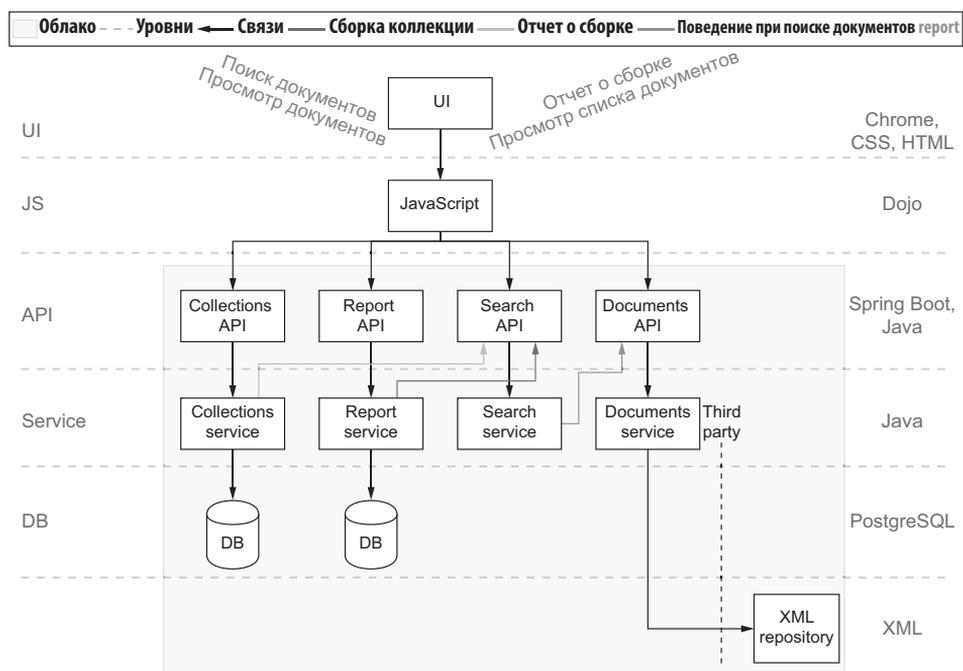 Облако Уровни Связи Сборка коллекции Отчет о сборке Поведение при поиске документов report
Поиск документов
Просмотр документов
UI
Отчет о сборке
Просмотр списка документов
UI
Chrome,
CSS, HTML
JS
JavaScript
Dojo
API
Collections
API
Report
API
Search
API
Documents
API
Spring Boot,
Java
Service
Collections
service
Report
service
Search
service
Documents
service
Third
party
Java
DB
DB
DB
PostgreSQL
XML
repository
XML